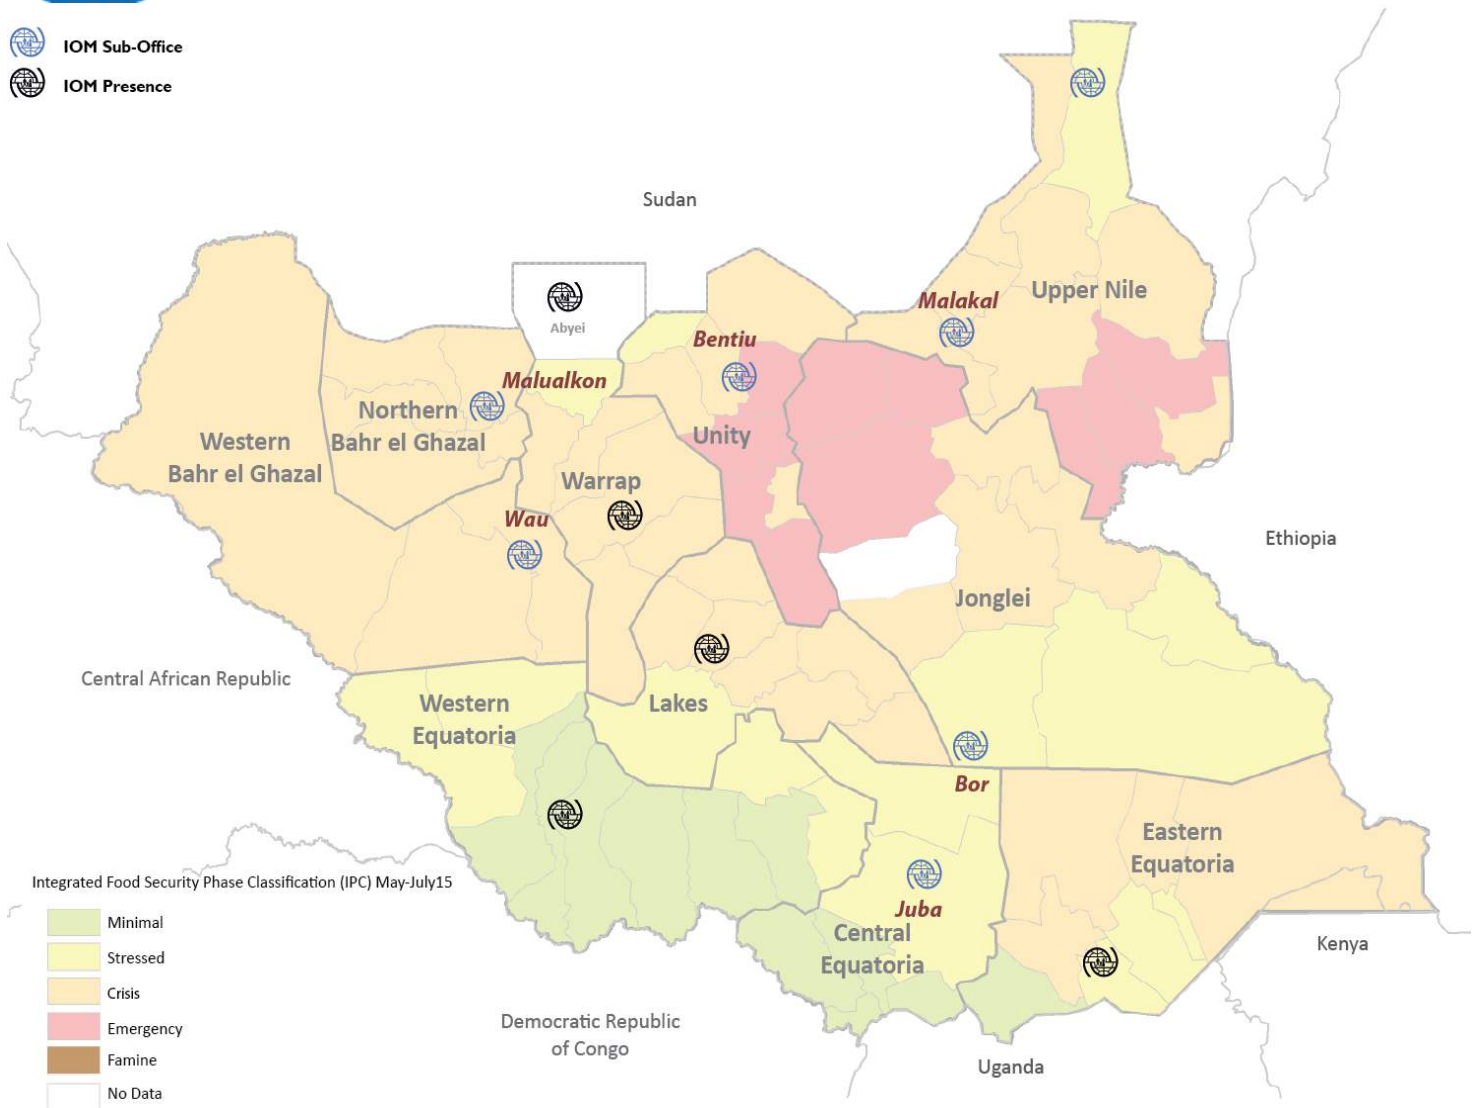 IOM Sub-Office
IOM Presence
Sudan
Abyei
Malakal
Upper Nile
Bentiu
Malualkon
Northern
Bahr el Ghazal
Western
Bahr el Ghazal
Unity
Warrap
Wau
Ethiopia
Jonglei
Central African Republic
Western
Equatoria
Lakes
Bor
Eastern
Equatoria
Juba
Central
Equatoria
Kenya
Democratic Republic
of Congo
Uganda
Integrated Food Security Phase Classification (IPC) May-July15
Minimal
Stressed
Crisis
Emergency
Famine
No Data